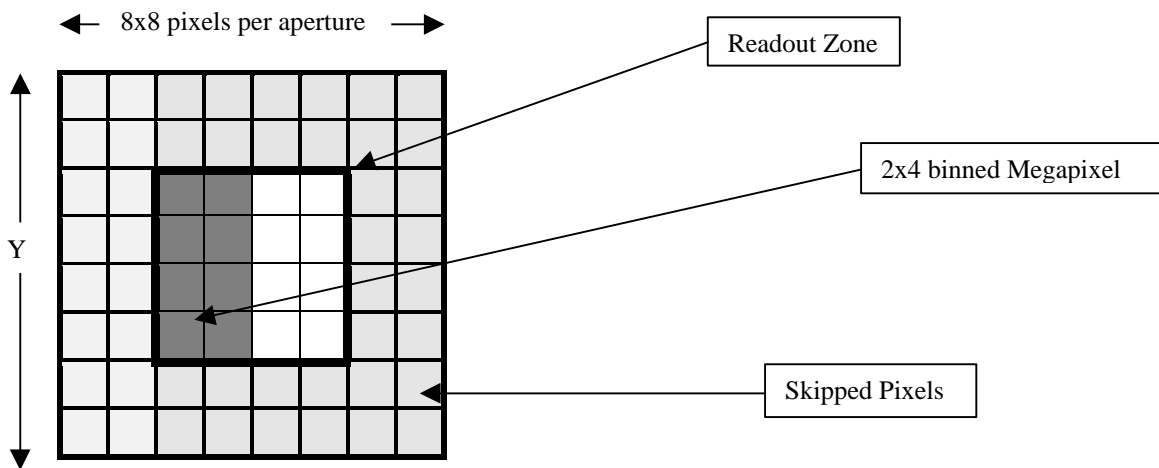 8x8 pixels per aperture
Readout Zone
2x4 binned Megapixel
Y
Skipped Pixels